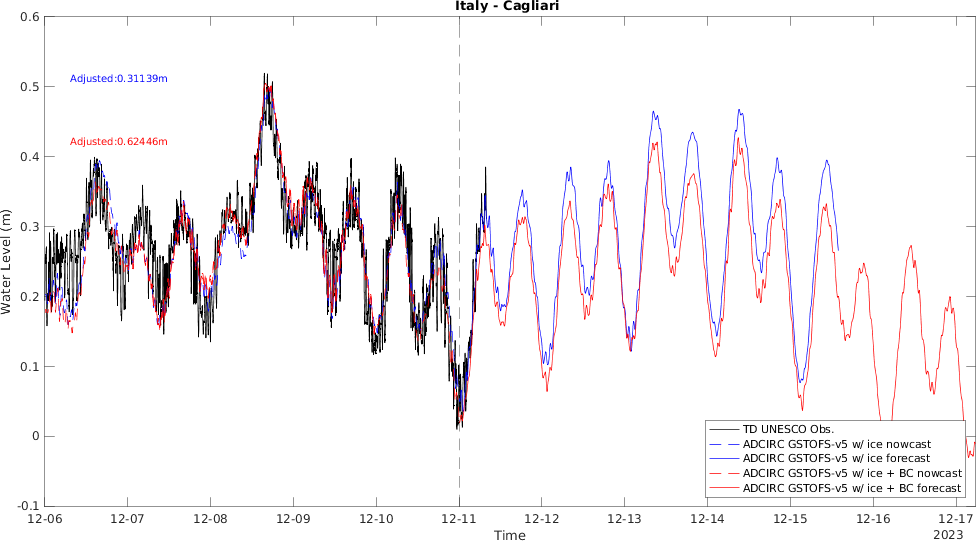 Italy - Cagliari
0.6
0.5
0.4
0.3
0.2
0.1
0
-0.1
Water Level (m)
Adjusted:0.31139m
Adjusted:0.62446m
TD UNESCO Obs.
ADCIRC GSTOFS-v5 w/ ice nowcast
ADCIRC GSTOFS-v5 w/ ice forecast
ADCIRC GSTOFS-v5 w/ ice + BC nowcast
ADCIRC GSTOFS-v5 w/ ice + BC forecast
12-06 12-07 12-08 12-09 12-10 12-11 12-12 12-13 12-14 12-15 12-16 12-17
Time
2023